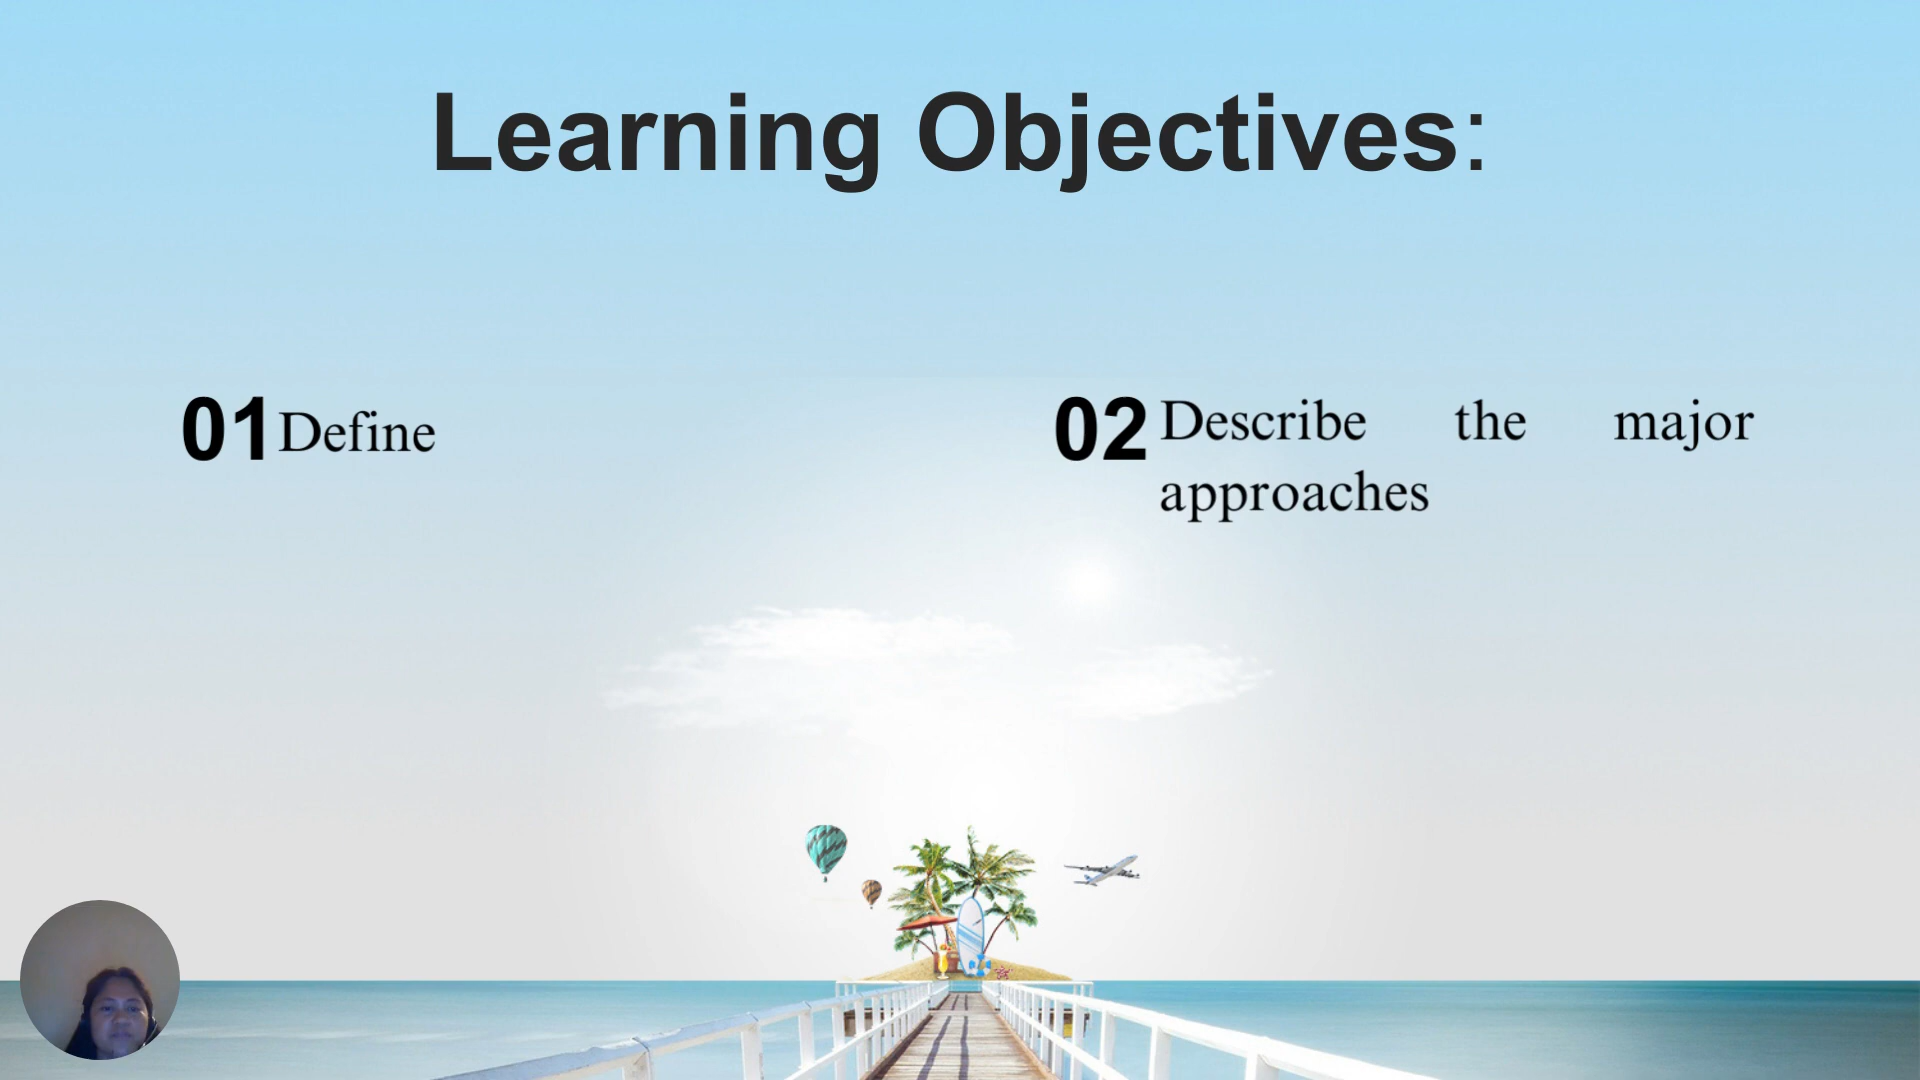 Learning Objectives:
01 Define
02 Describe the major
approaches